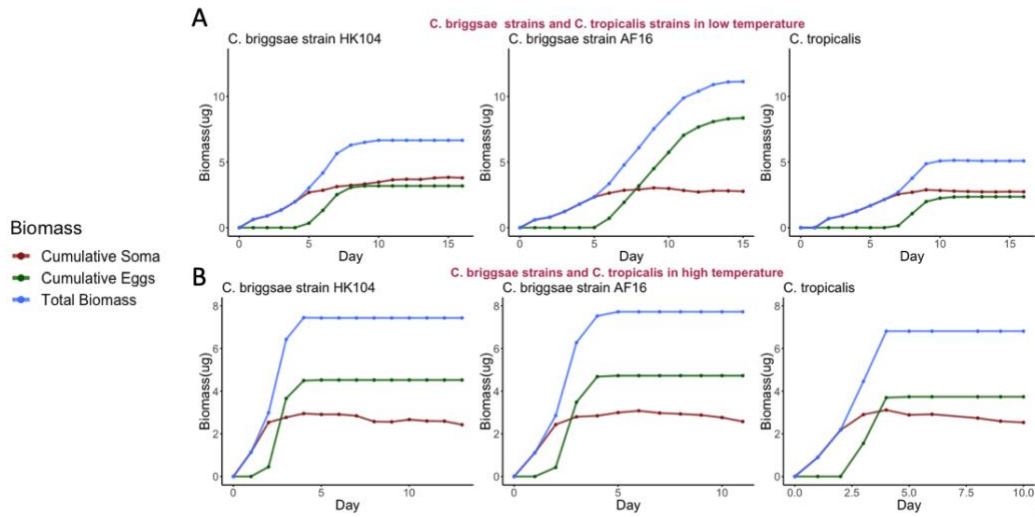 A
C. briggsae strains and C. tropicalis strains in low temperature
C. briggsae strain HK104
C. briggsae strain AF16
C. tropicalis
Biomass(ug)
10
5
0
0 5 10 15
Day
Biomass(ug)
10
5
0
0 5 10 15
Day
Biomass(ug)
10
5
0
0 5 10 15
Day
Biomass
Cumulative Soma
Cumulative Eggs
Total Biomass
B
C. briggsae strains and C. tropicalis in high temperature
C. briggsae strain HK104
C. briggsae strain AF16
C. tropicalis
Biomass(ug)
8
6
4
2
0
0 5 10
Day
Biomass(ug)
8
6
4
2
0
0 5 10
Day
Biomass(ug)
8
6
4
2
0
0.0 2.5 5.0 7.5 10.0
Day